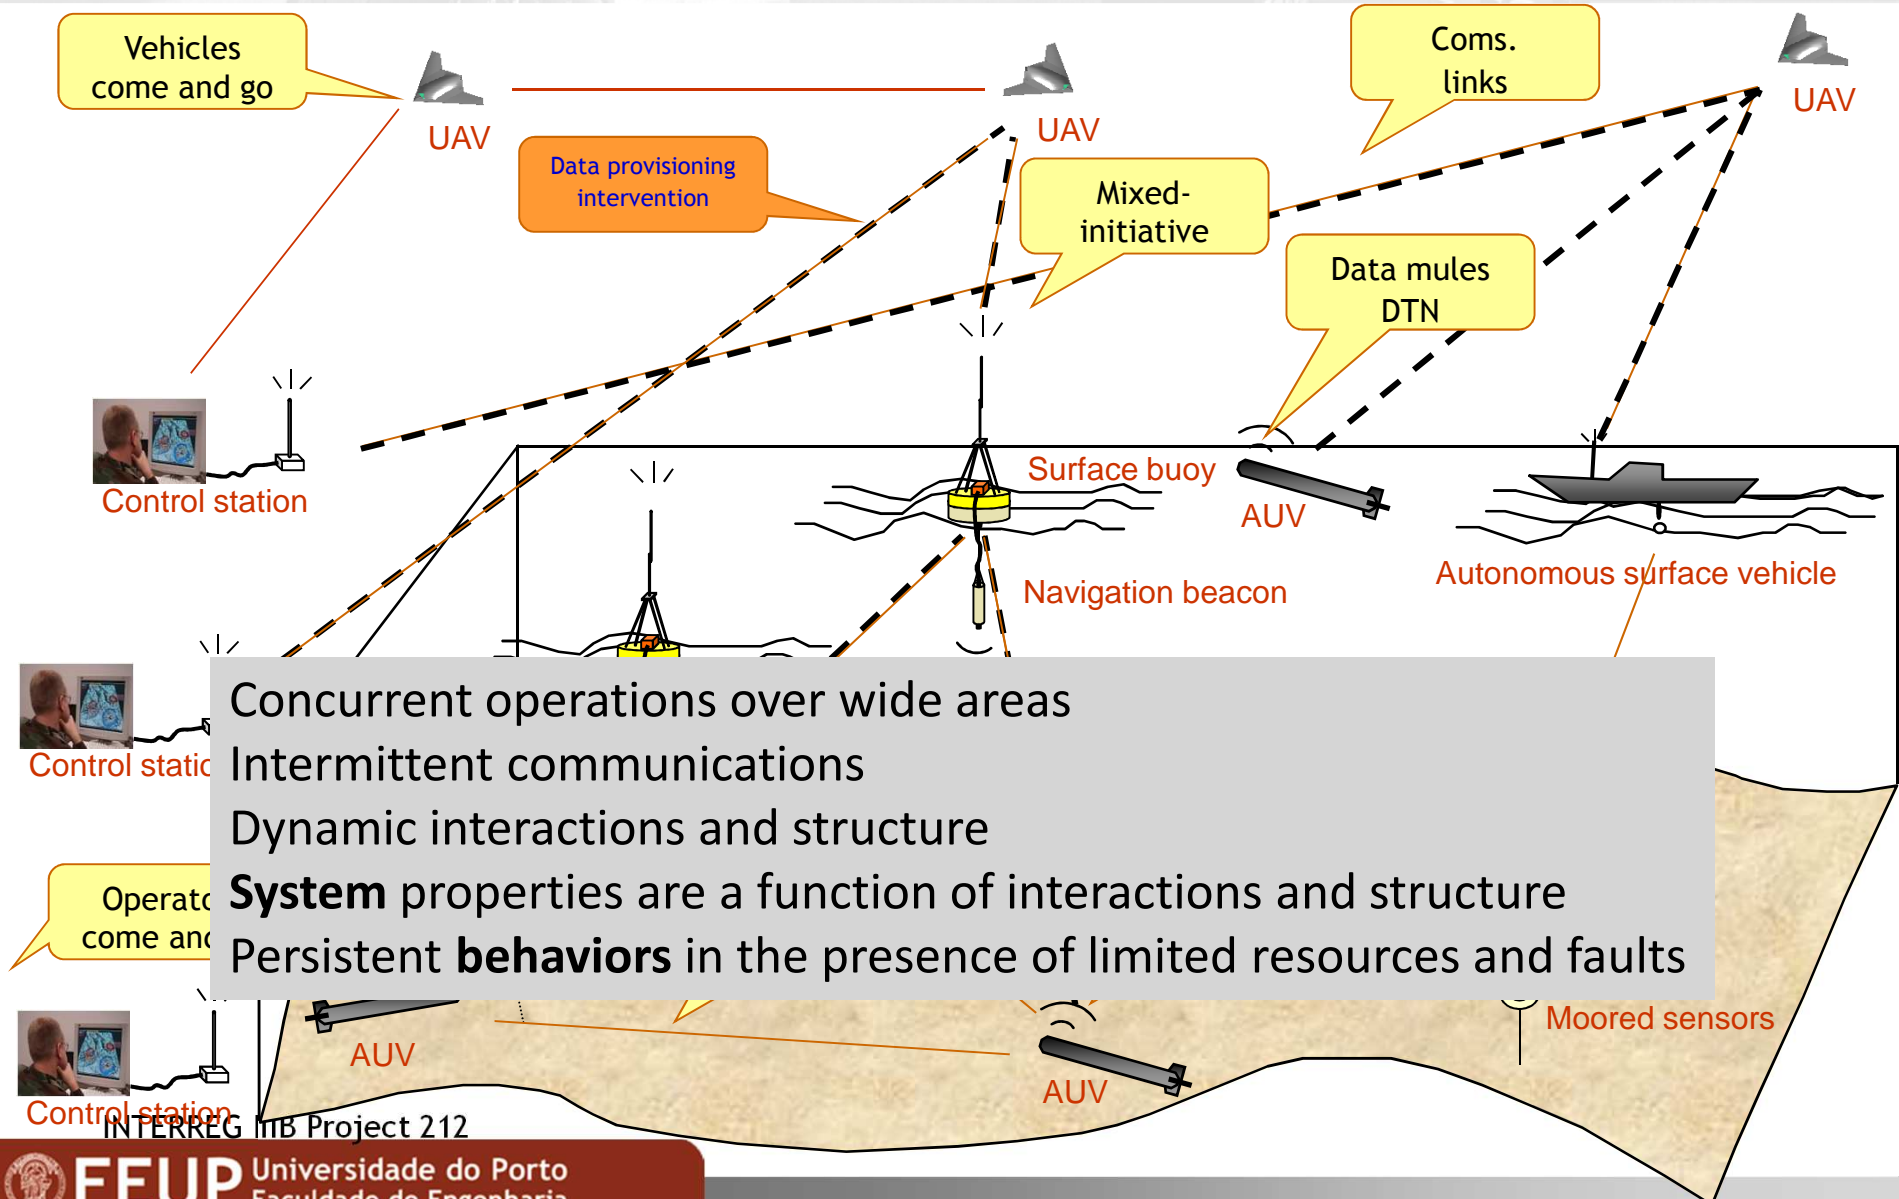 Vehicles
come and go
UAV
Data provisioning
intervention
UAV
Coms.
links
UAV
Mixed-
initiative
Data mules
DTN
Control station
Surface buoy
AUV
Navigation beacon
Autonomous surface vehicle
Control static
Concurrent operations over wide areas
Intermittent communications
Dynamic interactions and structure
System properties are a function of interactions and structure
Persistent behaviors in the presence of limited resources and faults
come and
Moored sensors
AUV
AUV
Control station
INTERREG IIIB Project 212
FEUP Universidade do Porto
Faculdade de Engenharia